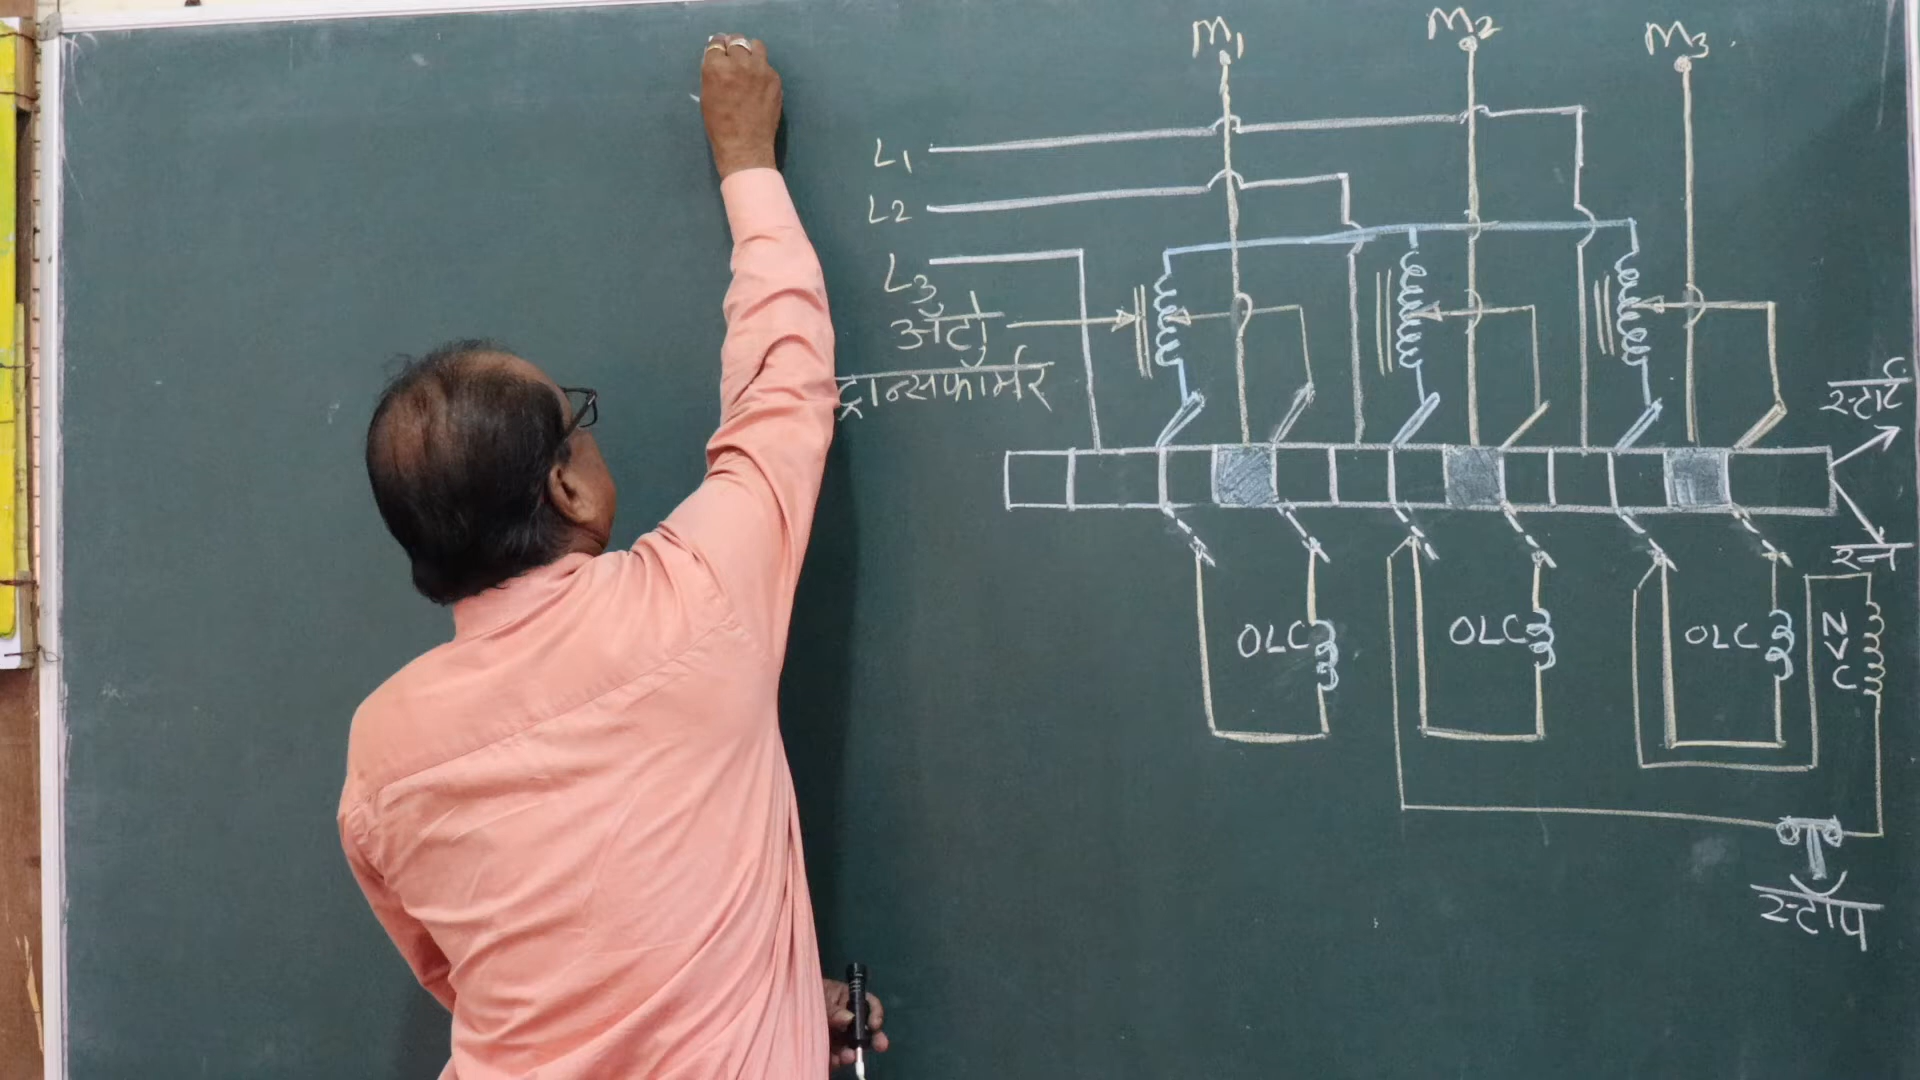 M1 M2 M3
L1
L2
L3
ऑटो
ट्रान्सफॉर्मर
स्टार्ट
रन
OLC OLC OLC NVC
स्टॉप